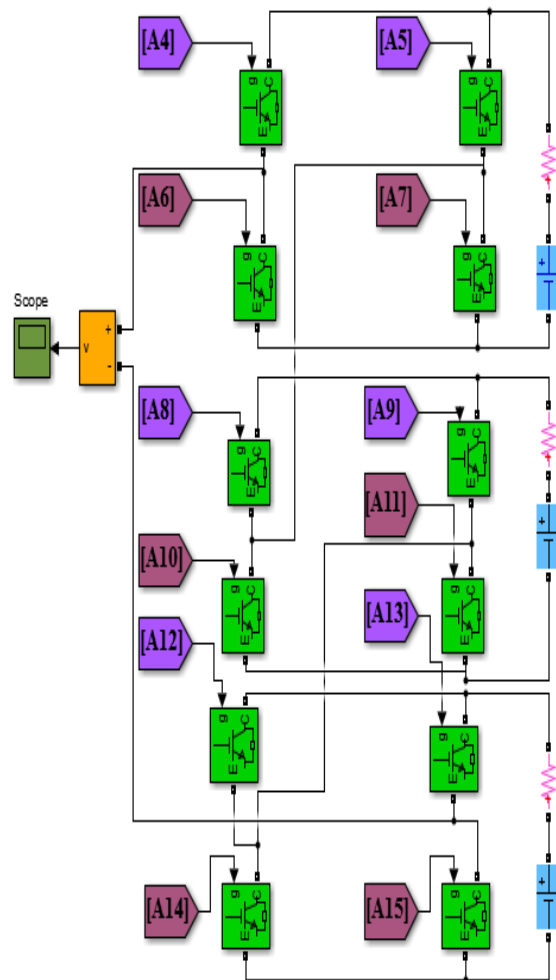 [A4]
[A5]
g
C
E
g
C
E
[A6]
[A7]
g
C
E
g
C
E
+
Scope
v
+
-
[A8]
[A9]
g
C
E
g
C
E
[A11]
+
[A10]
g
C
E
g
C
E
[A12]
[A13]
g
C
E
g
C
E
+
[A14]
[A15]
g
C
E
g
C
E